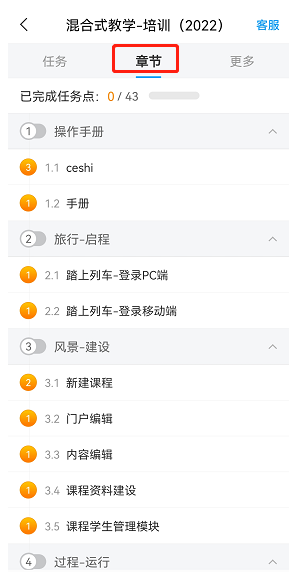 混合式教学-培训（2022） 客服
任务 章节 更多
已完成任务点：0 / 43
1 操作手册
3 1.1 ceshi
1 1.2 手册
2 旅行-启程
1 2.1 踏上列车-登录PC端
1 2.2 踏上列车-登录移动端
3 风景-建设
2 3.1 新建课程
1 3.2 门户编辑
1 3.3 内容编辑
1 3.4 课程资料建设
1 3.5 课程学生管理模块
4 过程-运行